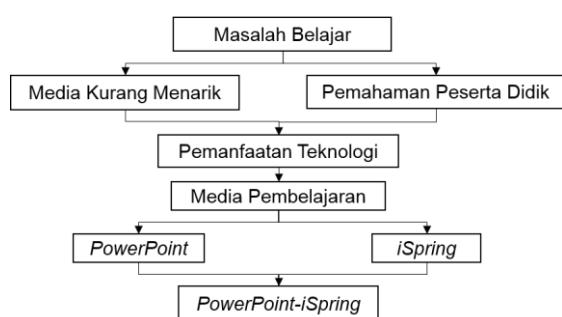 Masalah Belajar
Media Kurang Menarik
Pemahaman Peserta Didik
Pemanfaatan Teknologi
Media Pembelajaran
PowerPoint
iSpring
PowerPoint-iSpring